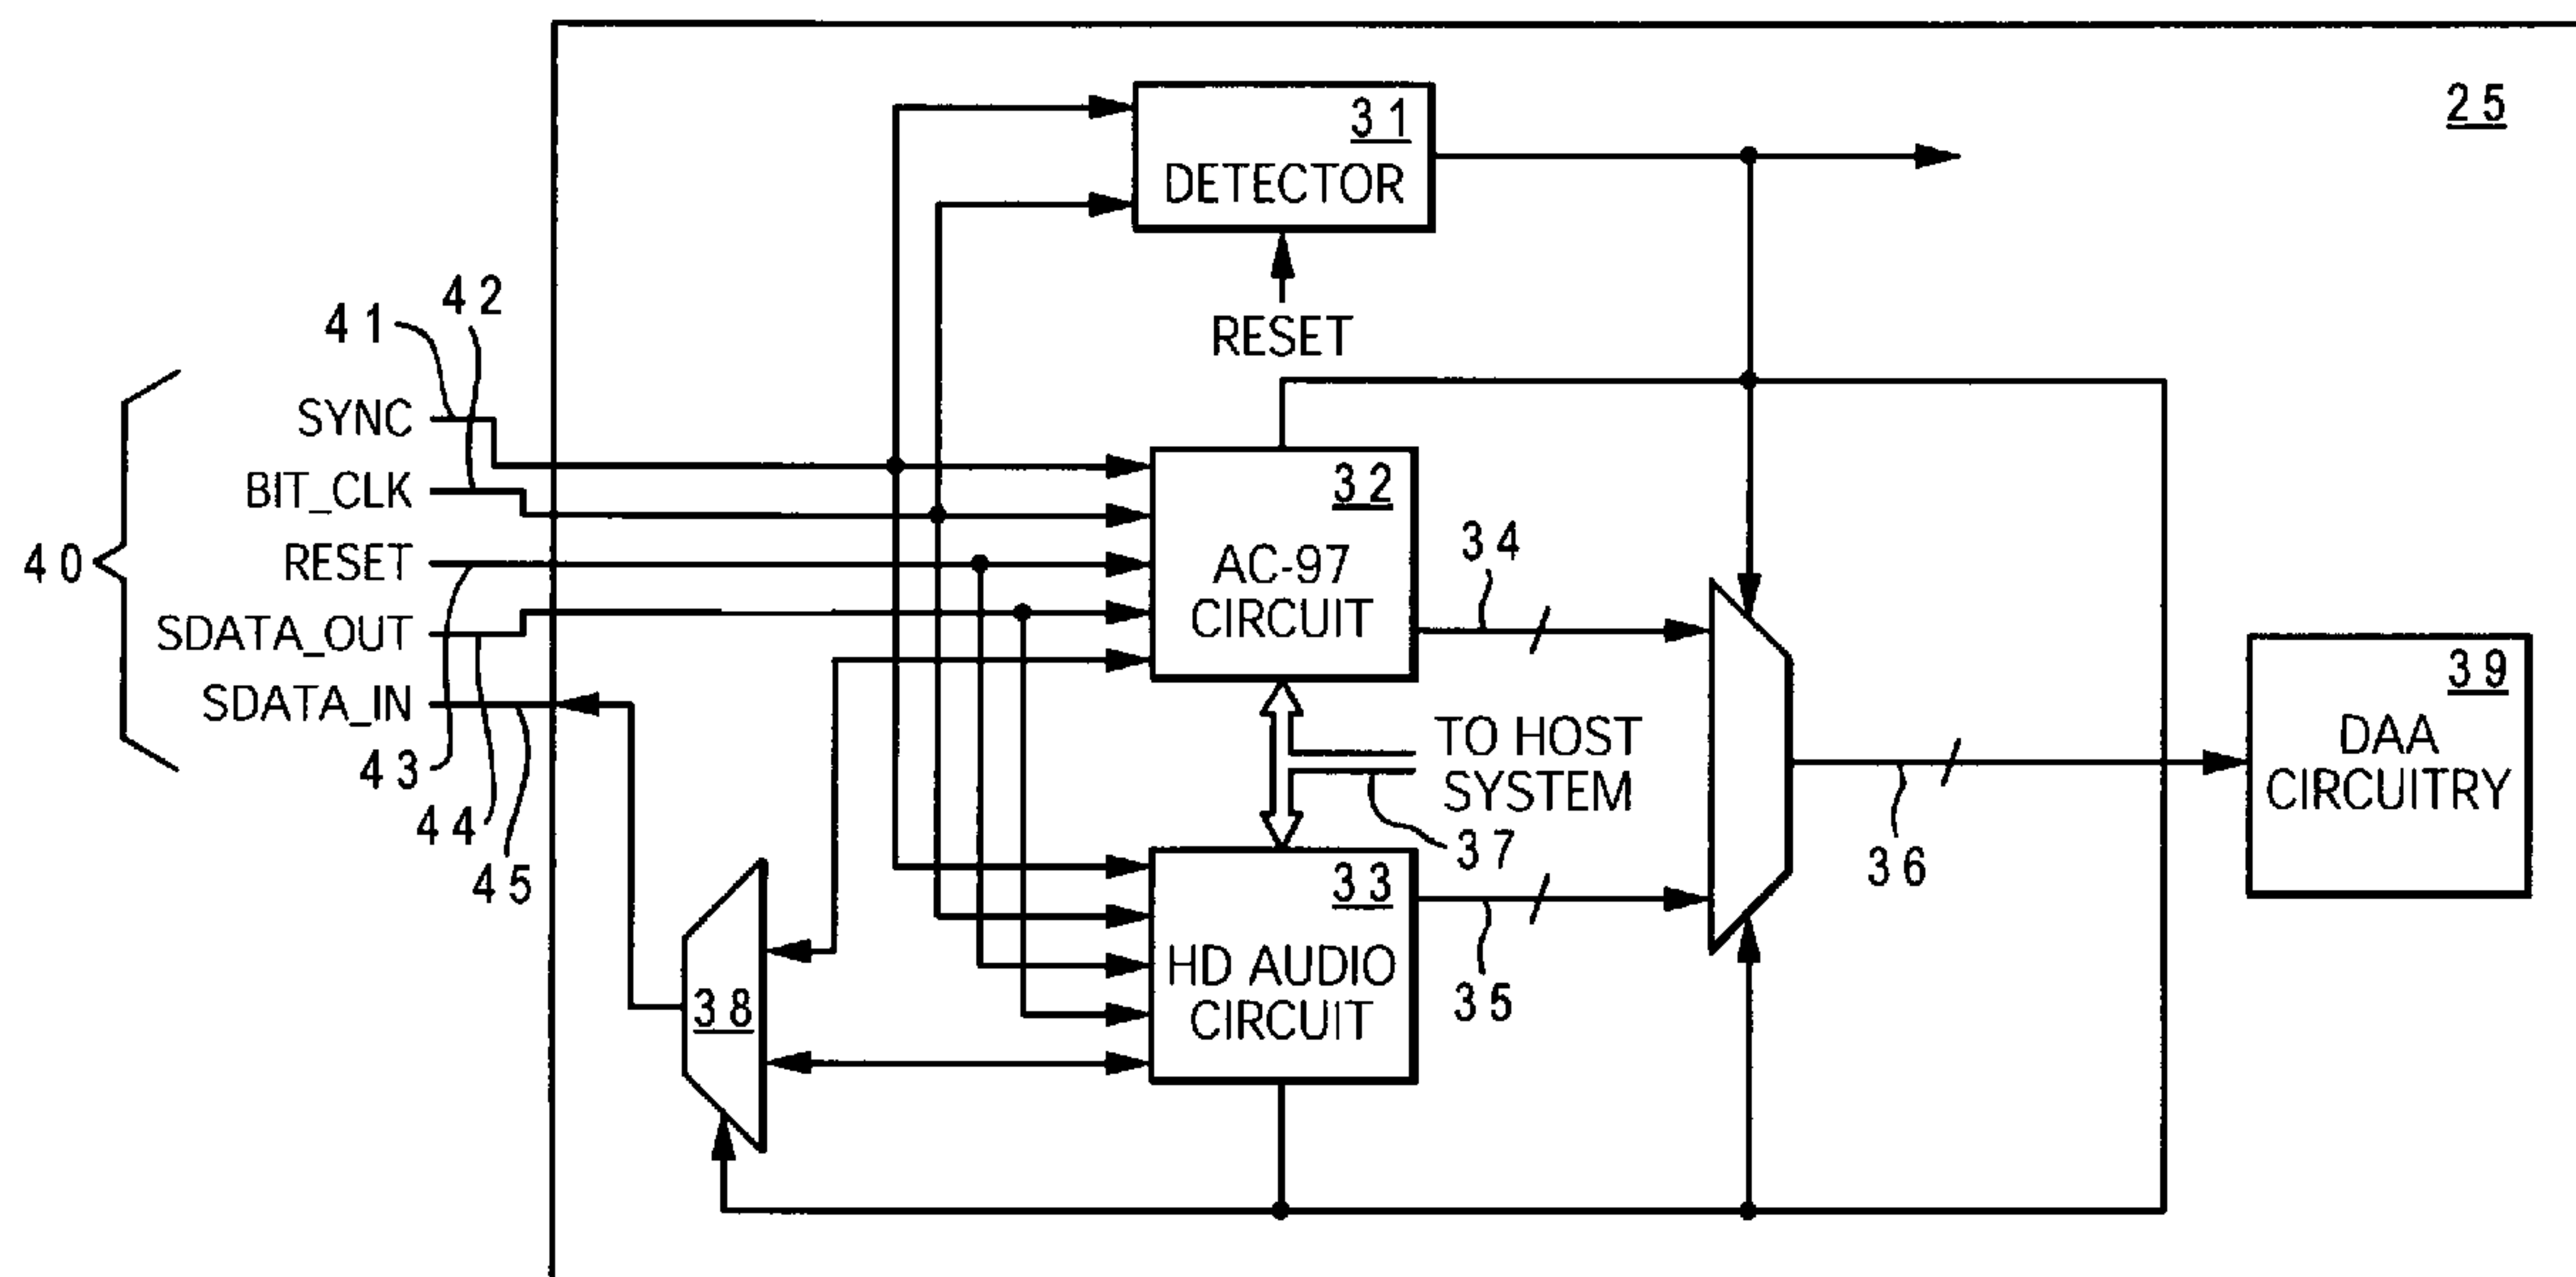 25
31
DETECTOR
RESET
42
41
SYNC
BIT_CLK
RESET
SDATA_OUT
SDATA_IN
40
43
44
45
32
AC-97
CIRCUIT
34
TO HOST
SYSTEM
37
33
HD AUDIO
CIRCUIT
35
36
39
DAA
CIRCUITRY
38